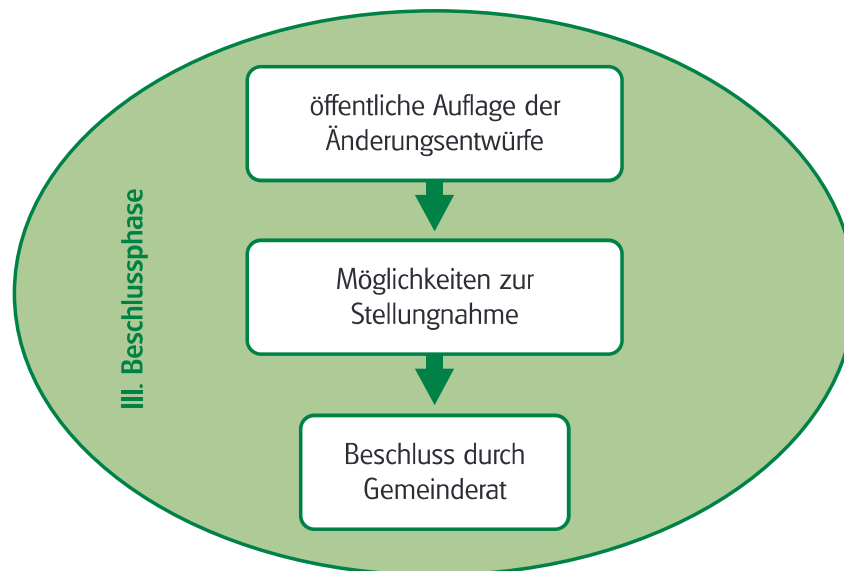 öffentliche Auflage der
Änderungsentwürfe
III. Beschlussphase
Möglichkeiten zur
Stellungnahme
Beschluss durch
Gemeinderat